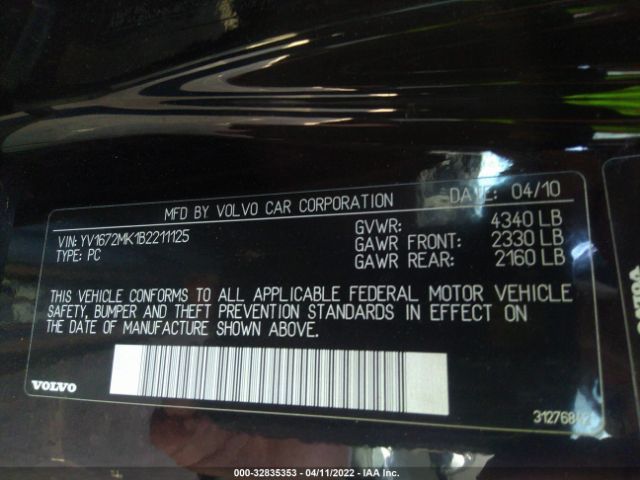 MFD BY VOLVO CAR CORPORATION DATE: 04/10
VIN: YV1672MK1B2211125
TYPE: PC
GVWR: 4340 LB
GAWR FRONT: 2330 LB
GAWR REAR: 2160 LB
THIS VEHICLE CONFORMS TO ALL APPLICABLE FEDERAL MOTOR VEHICLE
SAFETY, BUMPER AND THEFT PREVENTION STANDARDS IN EFFECT ON
THE DATE OF MANUFACTURE SHOWN ABOVE.
VOLVO
000-32835353 - 04/11/2022 - IAA Inc.